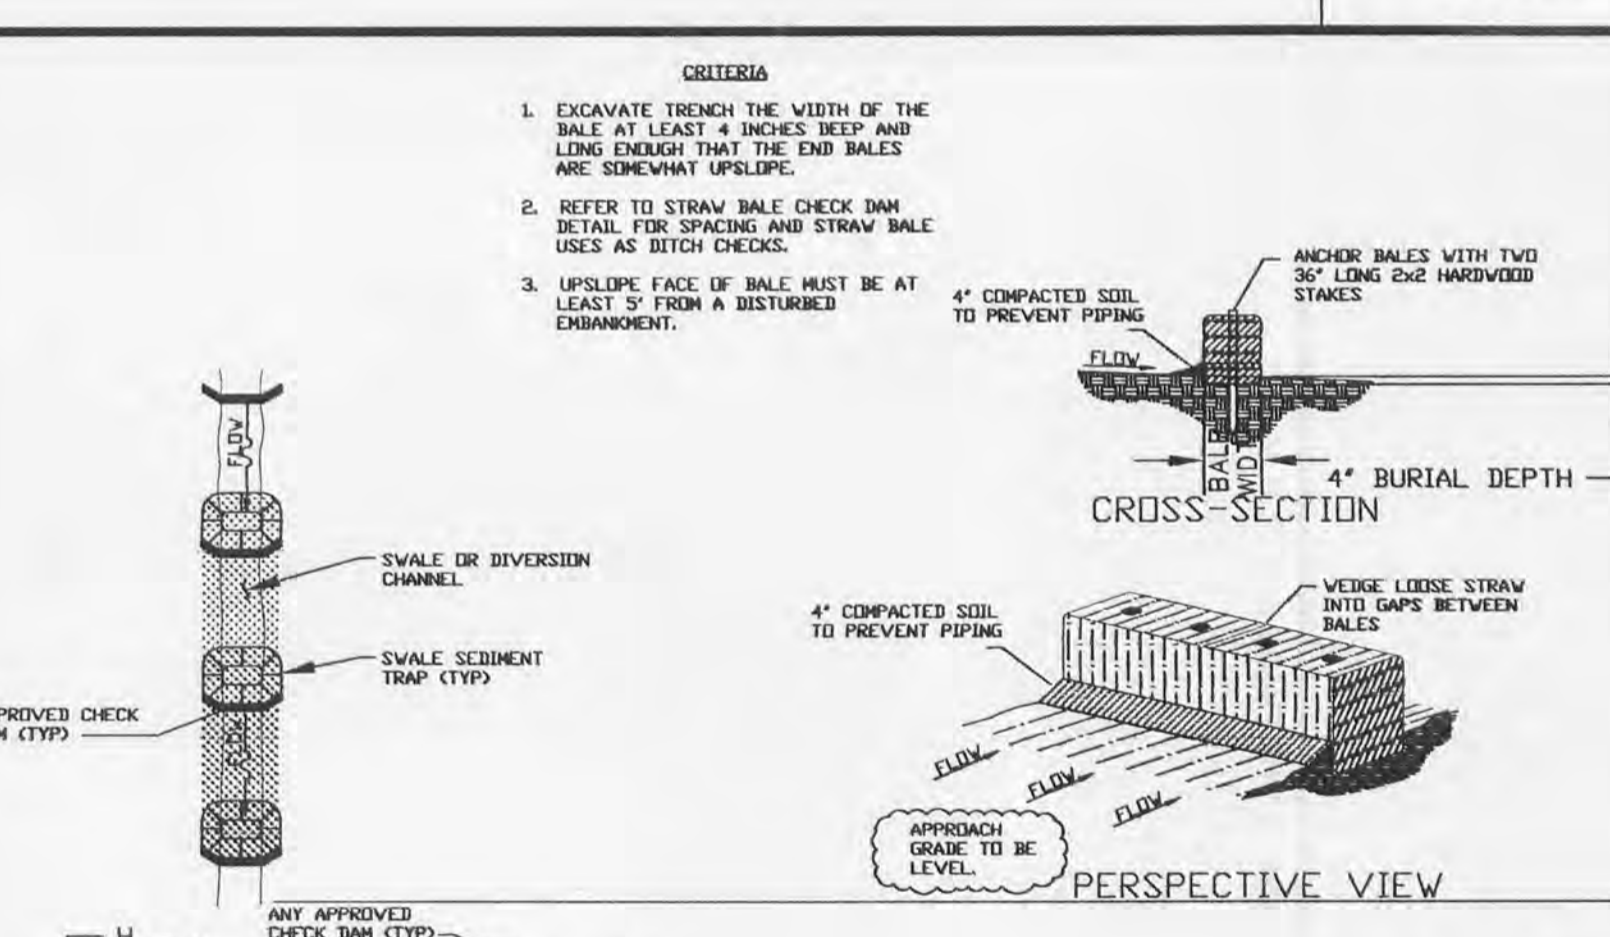 CRITERIA
1. EXCAVATE TRENCH THE WIDTH OF THE
BALE AT LEAST 4 INCHES DEEP AND
LONG ENOUGH THAT THE END BALES
ARE SOMEWHAT UPSLOPE.
2. REFER TO STRAW BALE CHECK DAM
DETAIL FOR SPACING AND STRAW BALE
USES AS DITCH CHECKS.
3. UPSLOPE FACE OF BALE MUST BE AT
LEAST 5' FROM A DISTURBED
EMBANKMENT.
ANCHOR BALES WITH TWO
36" LONG 2x2 HARDWOOD
STAKES
4" COMPACTED SOIL
TO PREVENT PIPING
FLOW
BALE
WIDT
4" BURIAL DEPTH
CROSS-SECTION
FLOW
SWALE OR DIVERSION
CHANNEL
SWALE SEDIMENT
TRAP (TYP)
PROVED CHECK
M (TYP)
FLOW
ANY APPROVED
CHECK DAM (TYP)
WEDGE LOOSE STRAW
INTO GAPS BETWEEN
BALES
4" COMPACTED SOIL
TO PREVENT PIPING
FLOW
FLOW
FLOW
APPROACH
GRADE TO BE
LEVEL.
PERSPECTIVE VIEW